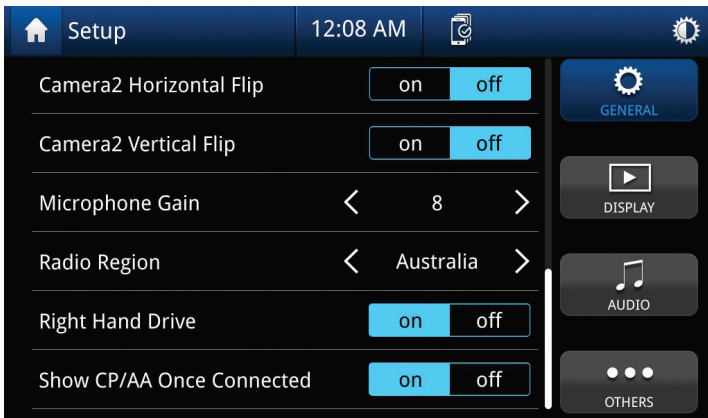 Setup 12:08 AM
Camera2 Horizontal Flip on off
Camera2 Vertical Flip on off
Microphone Gain 8
Radio Region Australia
Right Hand Drive on off
Show CP/AA Once Connected on off
GENERAL
DISPLAY
AUDIO
OTHERS